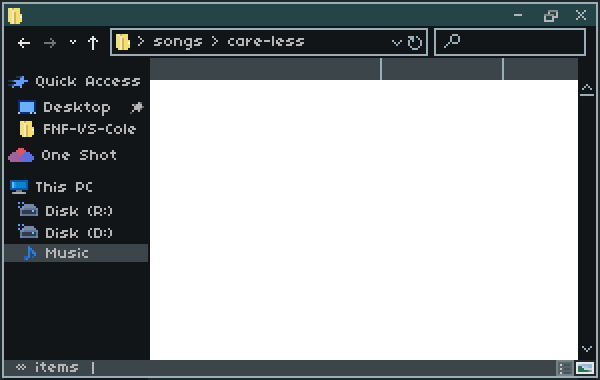 > songs > care-less
Quick Access
Desktop
FNF-VS-Cole
One Shot
This PC
Disk (R:)
Disk (D:)
Music
∞ items |